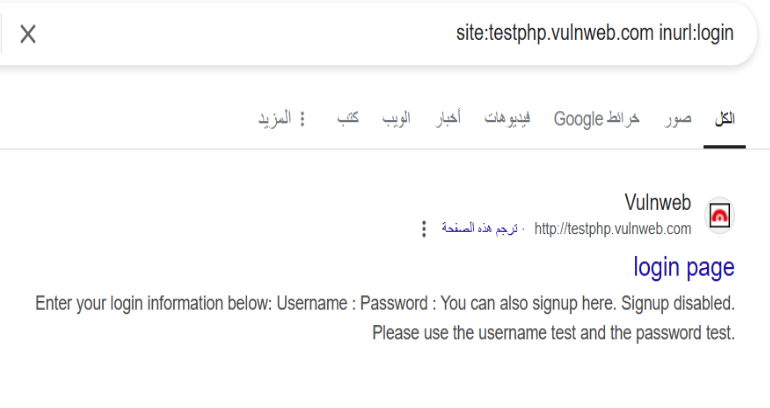 site:testphp.vulnweb.com inurl:login
الكل صور خرائط Google فيديوهات أخبار الويب كتب المزيد
Vulnweb
http://testphp.vulnweb.com · ترجم هذه الصفحة
login page
Enter your login information below: Username : Password : You can also signup here. Signup disabled.
Please use the username test and the password test.